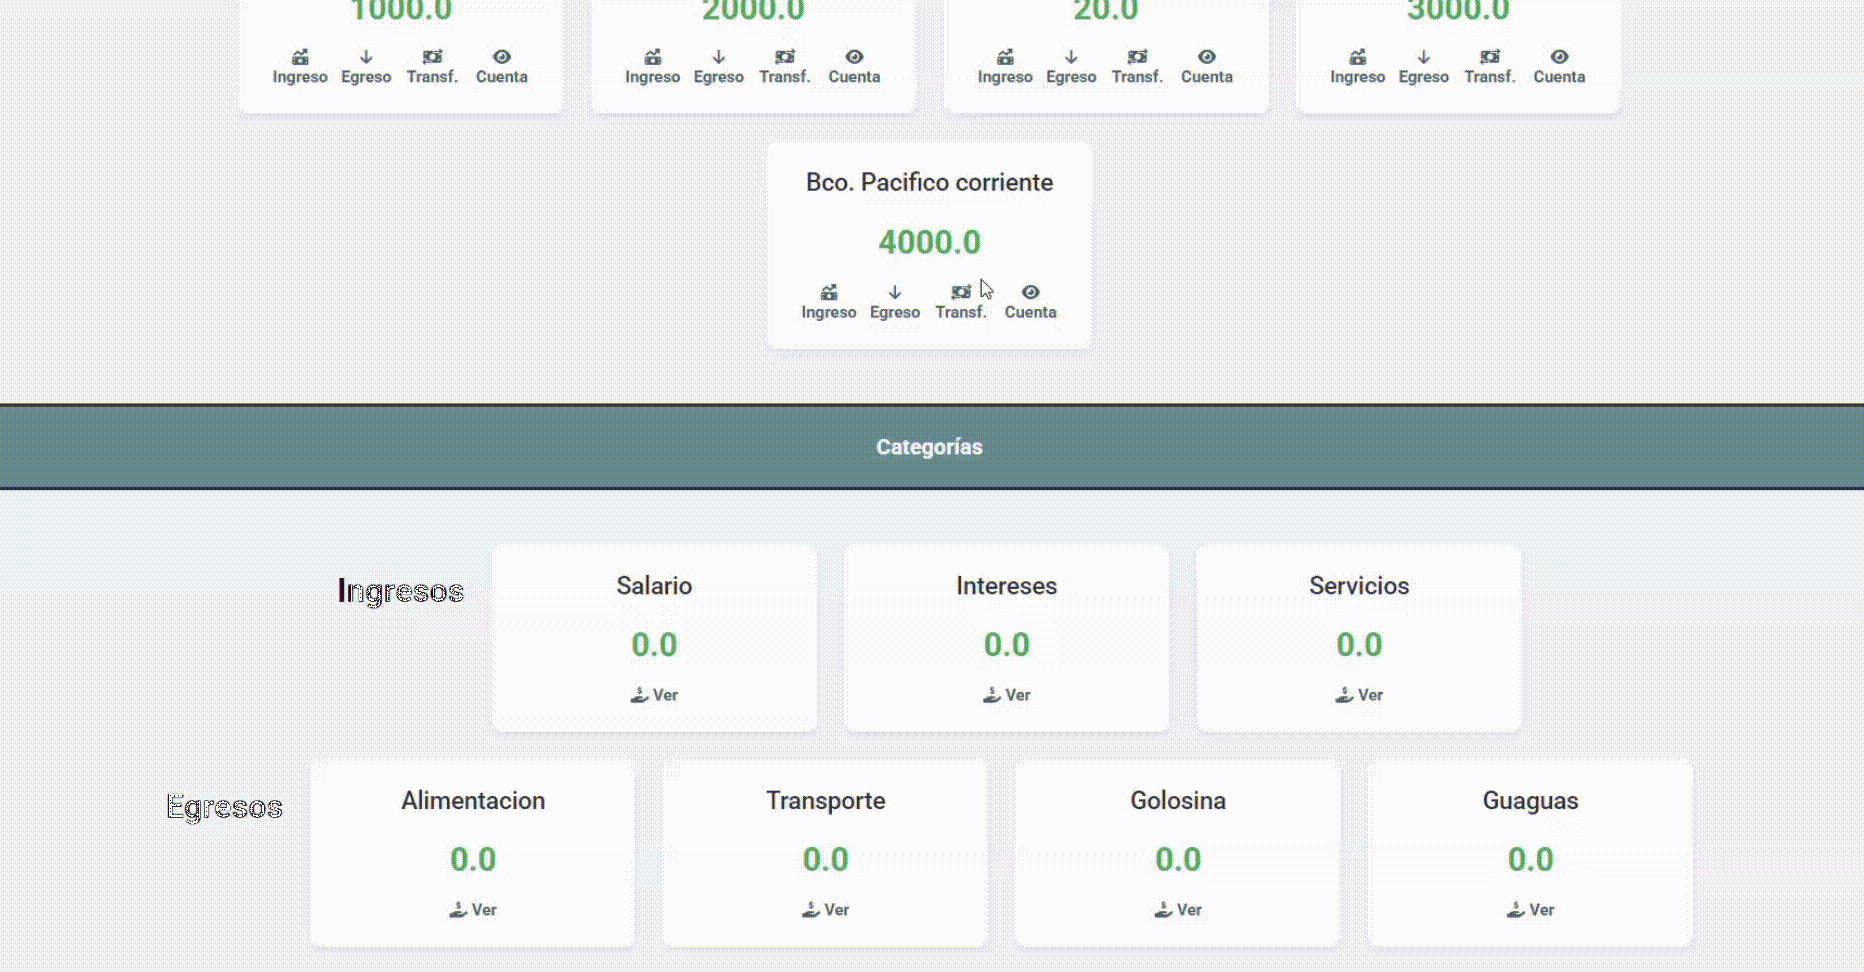 1000.0 2000.0 20.0 3000.0
Ingreso Egreso Transf. Cuenta Ingreso Egreso Transf. Cuenta Ingreso Egreso Transf. Cuenta Ingreso Egreso Transf. Cuenta
Bco. Pacifico corriente
4000.0
Ingreso Egreso Transf. Cuenta
Categorías
Ingresos
Salario Intereses Servicios
0.0 0.0 0.0
Ver Ver Ver
Egresos
Alimentacion Transporte Golosina Guaguas
0.0 0.0 0.0 0.0
Ver Ver Ver Ver